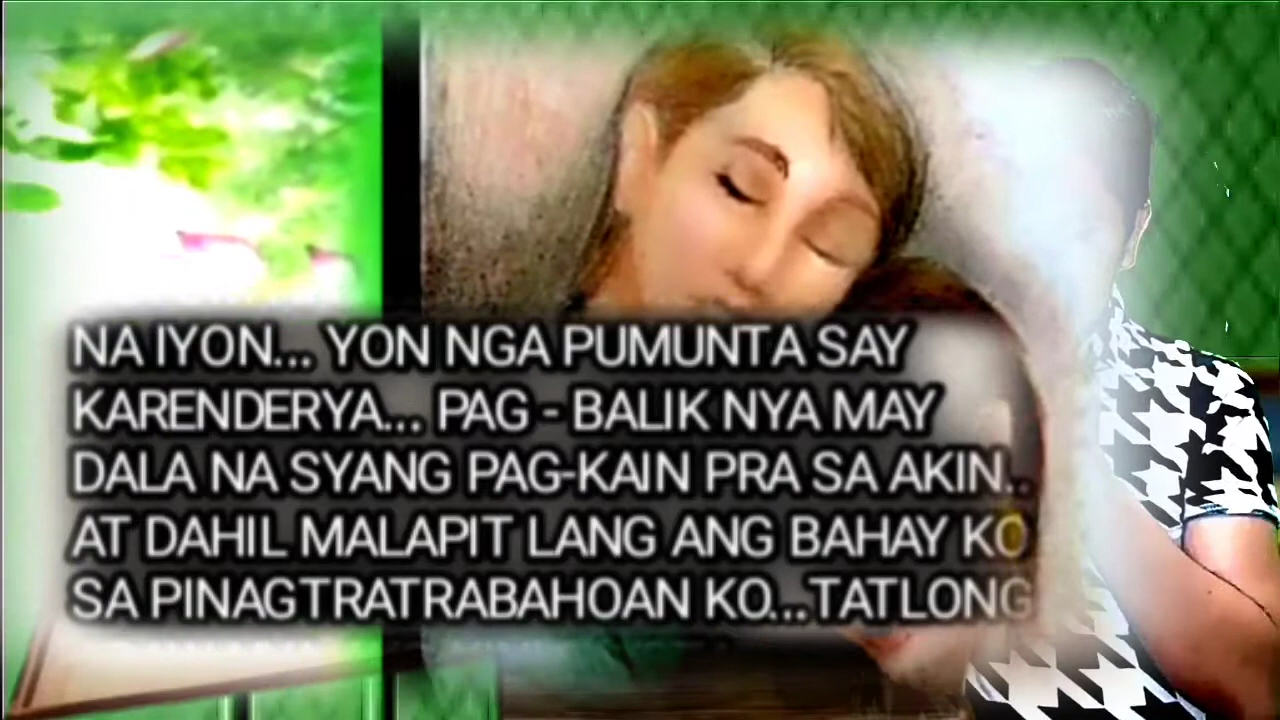 NA IYON... YON NGA PUMUNTA SAY
KARENDERYA... PAG - BALIK NYA MAY
DALA NA SYANG PAG-KAIN PRA SA AKIN..
AT DAHIL MALAPIT LANG ANG BAHAY KO
SA PINAGTRATRABAHOAN KO...TATLONG